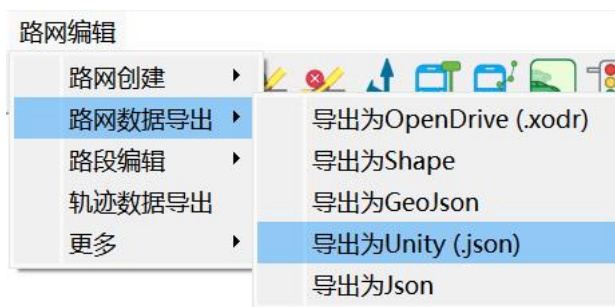 路网编辑
路网创建
路网数据导出
路段编辑
轨迹数据导出
更多
导出为OpenDrive (.xodr)
导出为Shape
导出为GeoJson
导出为Unity (.json)
导出为Json